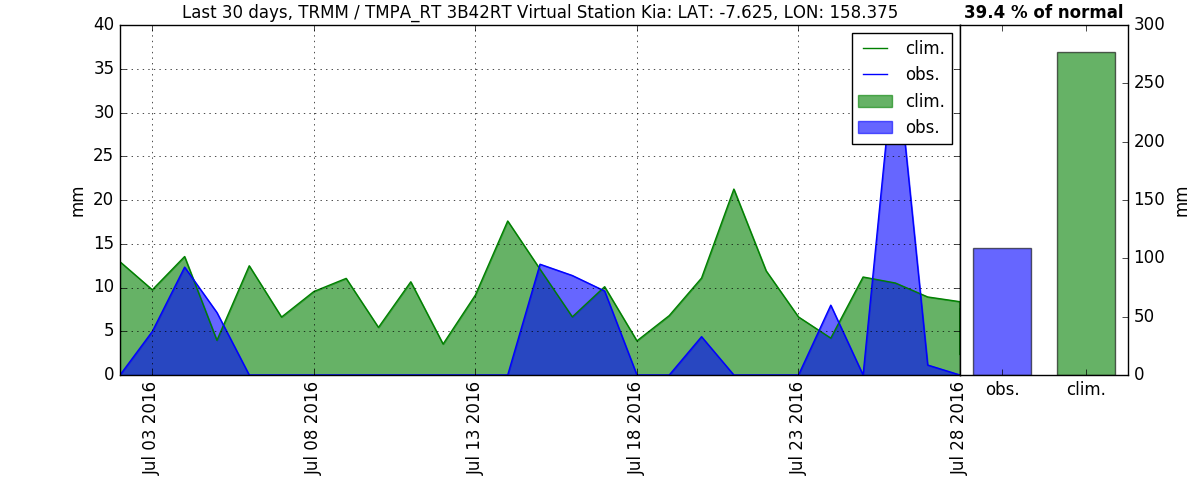 Last 30 days, TRMM / TMPA_RT 3B42RT Virtual Station Kia: LAT: -7.625, LON: 158.375
39.4 % of normal
40
35
30
25
20
15
10
5
0
mm
clim.
obs.
clim.
obs.
300
250
200
150
100
50
0
mm
Jul 03 2016
Jul 08 2016
Jul 13 2016
Jul 18 2016
Jul 23 2016
Jul 28 2016
obs.
clim.